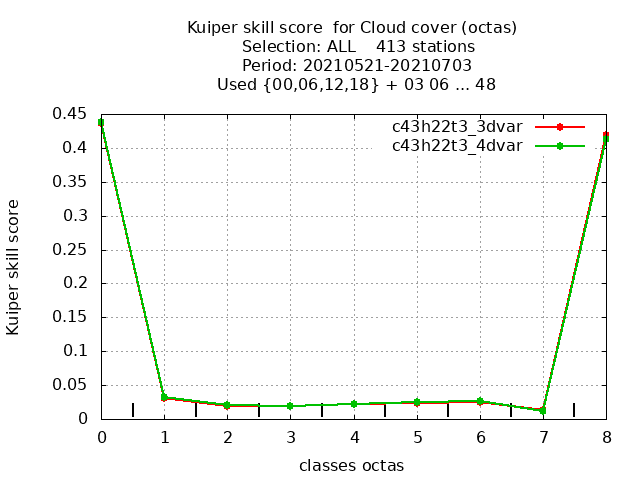 Kuiper skill score  for Cloud cover (octas)
Selection: ALL    413 stations
Period: 20210521-20210703
Used {00,06,12,18} + 03 06 ... 48
c43h22t3_3dvar
c43h22t3_4dvar
Kuiper skill score
0.45
0.4
0.35
0.3
0.25
0.2
0.15
0.1
0.05
0
0 1 2 3 4 5 6 7 8
classes octas